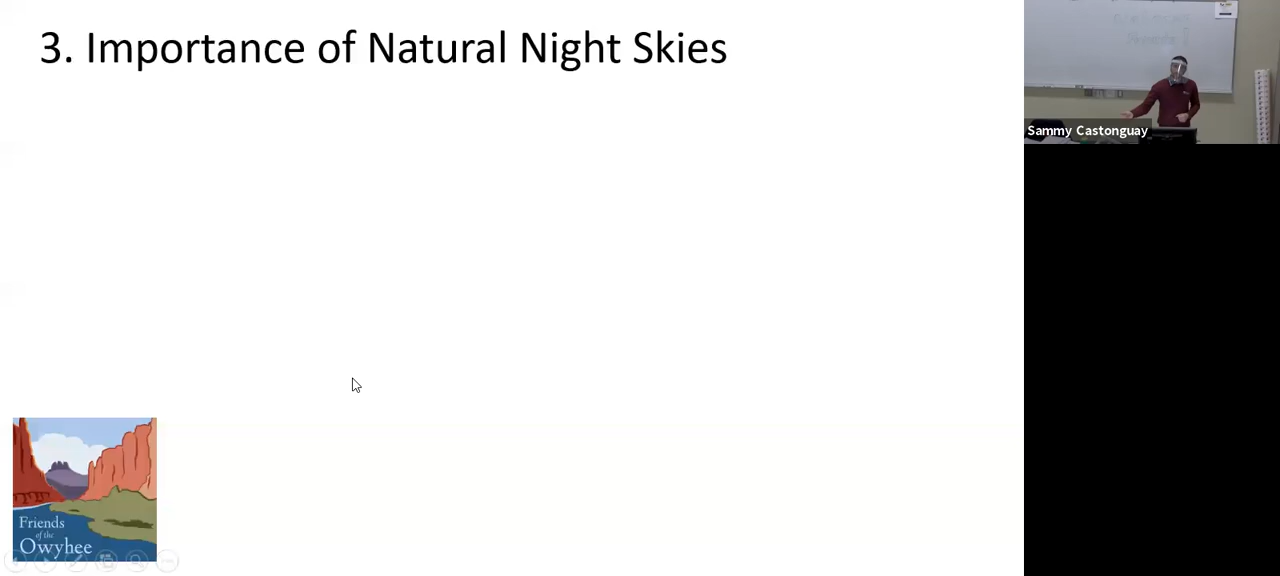 3. Importance of Natural Night Skies
Sammy Castonguay
Friends
of the
Owyhee